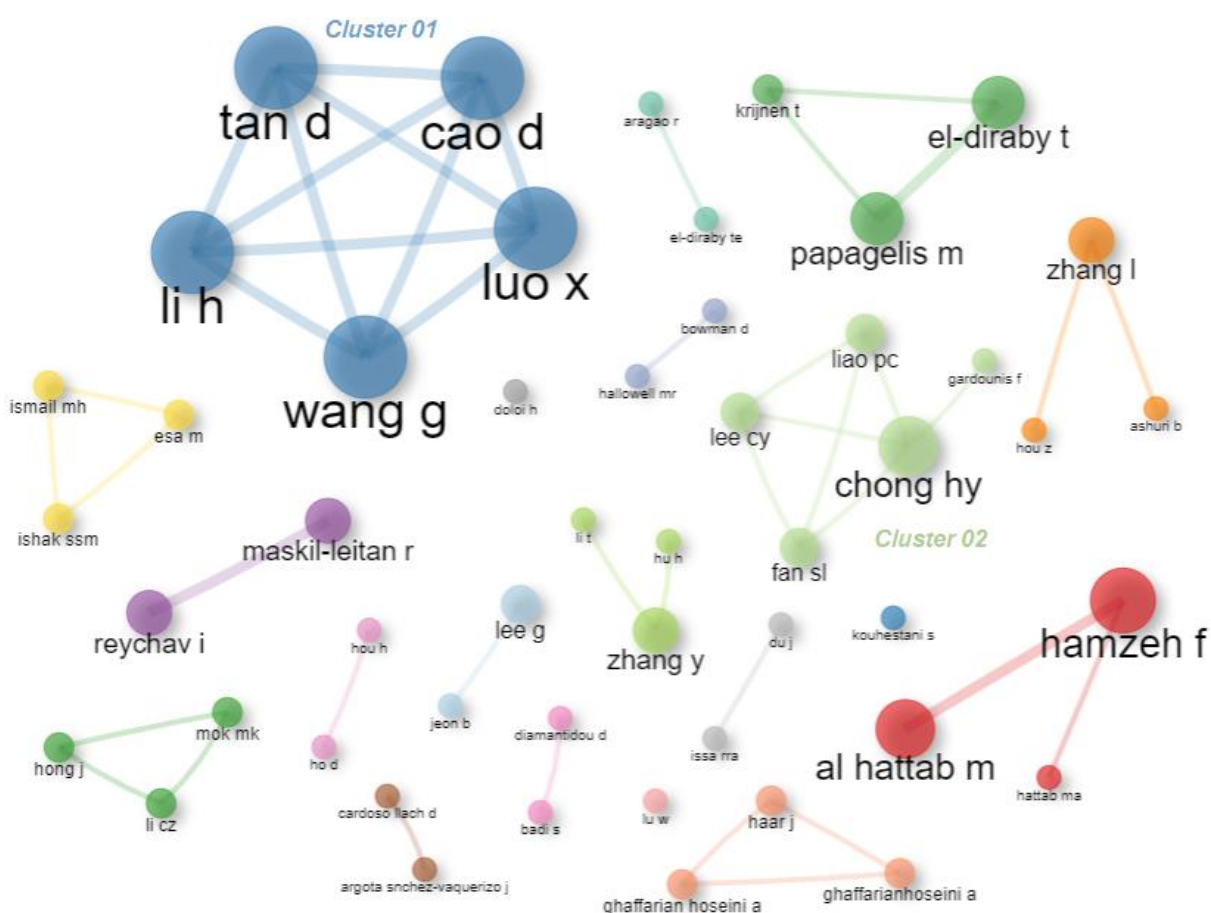 Cluster 01
tan d
cao d
li h
luo x
wang g
aragao r
el-diraby te
krijnen t
el-diraby t
papagelis m
zhang l
hou z
ashuri b
bowman d
hallowell mr
doloi h
liao pc
gardounis f
lee cy
chong hy
fan sl
Cluster 02
ismail mh
esa m
ishak ssm
maskil-leitan r
reychav i
li t
hu h
zhang y
lee g
jeon b
hou h
ho d
du j
issa rra
kouhestani s
hamzeh f
al hattab m
hattab ma
mok mk
hong j
li cz
diamantidou d
badi s
cardoso llach d
argota snchez-vaquerizo j
lu w
haar j
ghaffarian hoseini a
ghaffarianhoseini a